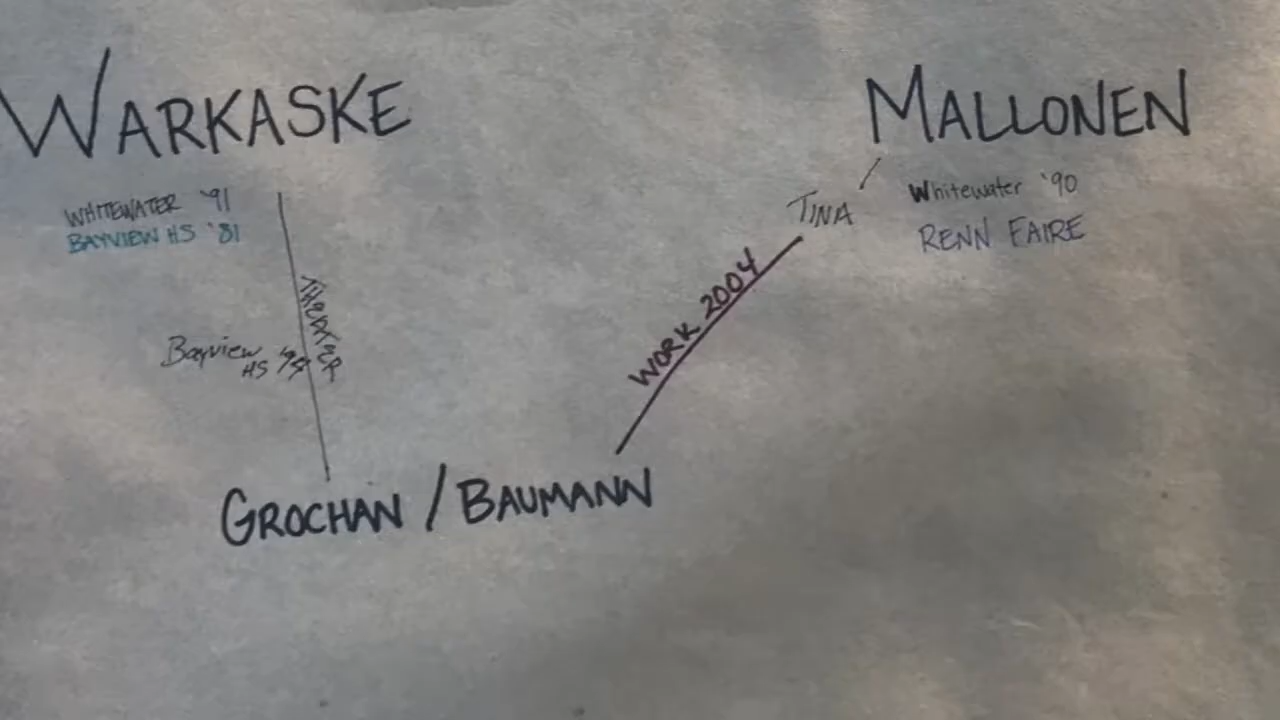 WARKASKE
WHITEWATER '91
BAYVIEW HS '81
THEATER
Bayview
HS
GROCHAN / BAUMANN
MALLONEN
TINA
Whitewater '90
RENN FAIRE
WORK 2004